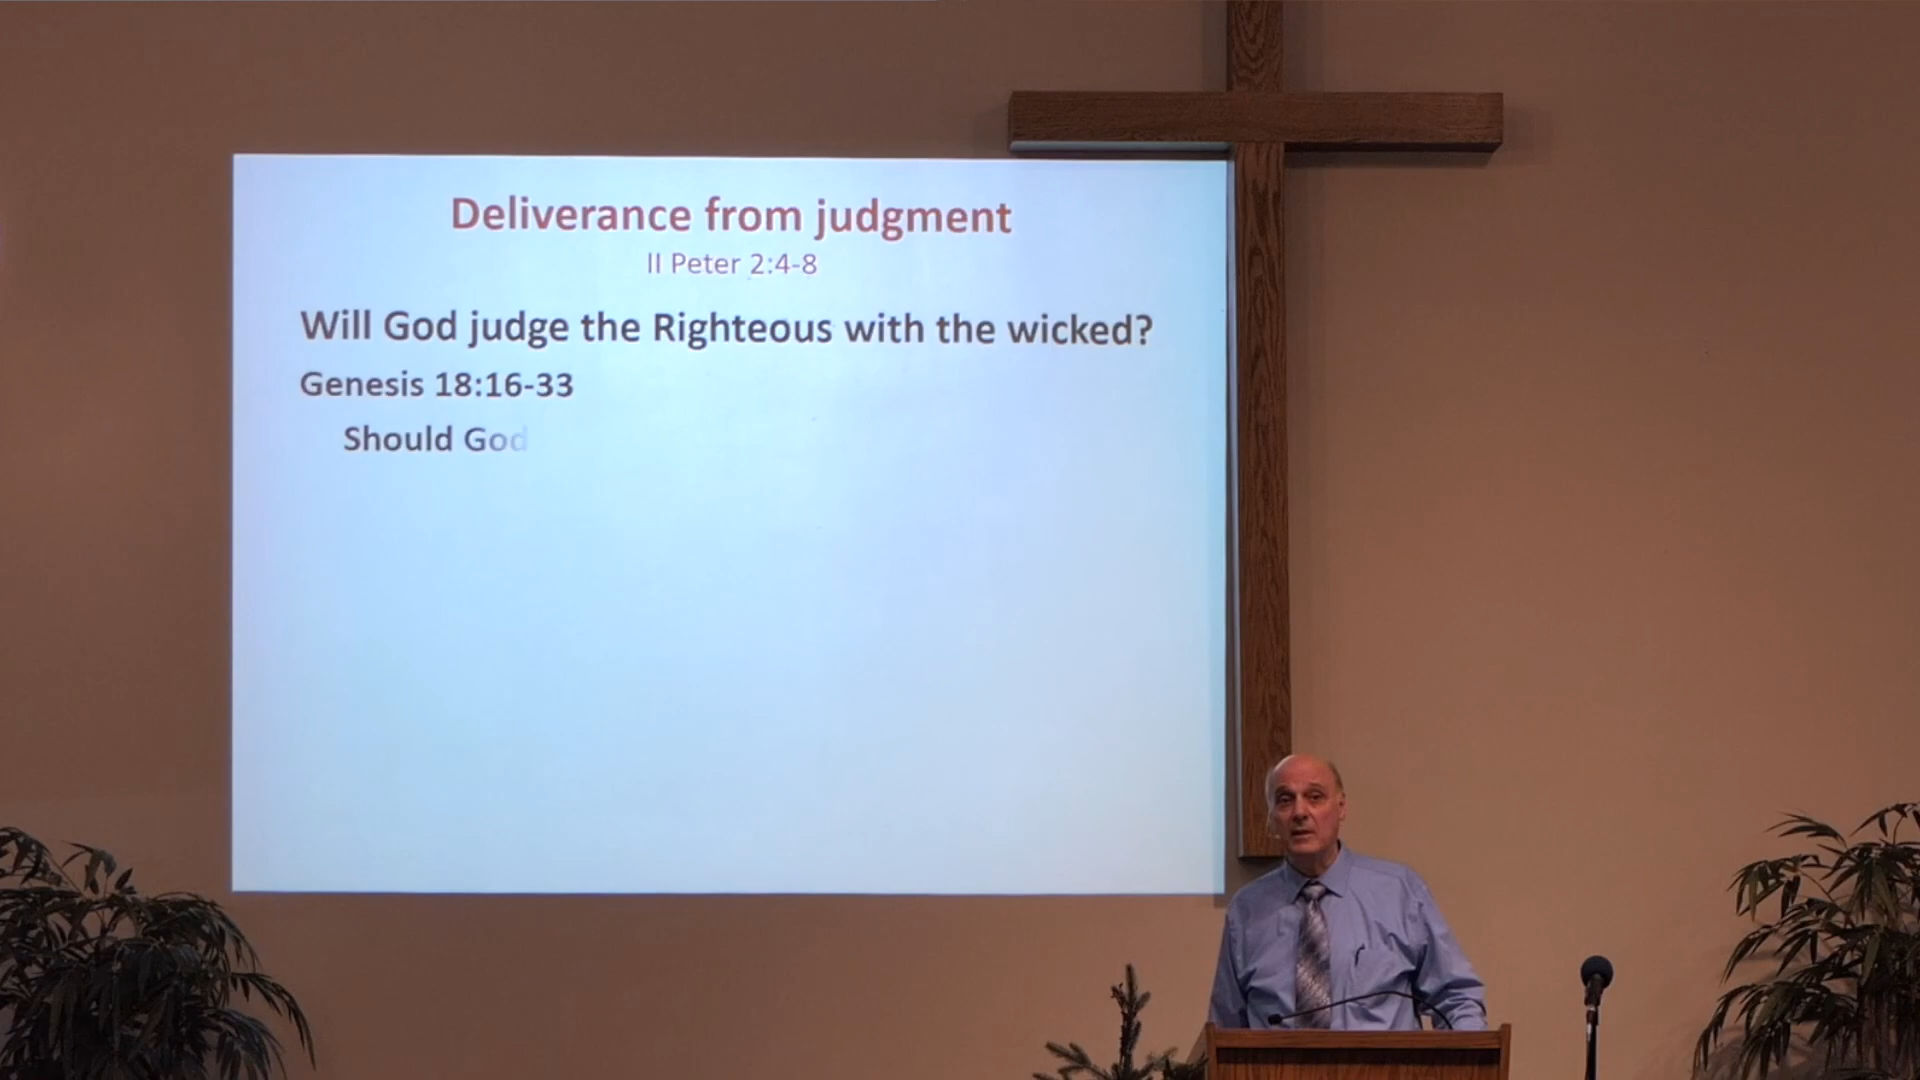 Deliverance from judgment
II Peter 2:4-8
Will God judge the Righteous with the wicked?
Genesis 18:16-33
Should God